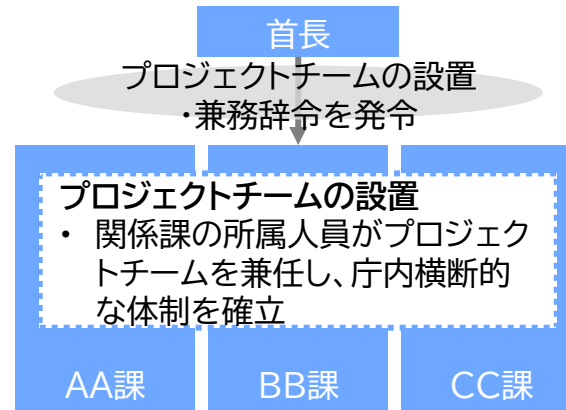 首長
プロジェクトチームの設置
・兼務辞令を発令
プロジェクトチームの設置
・ 関係課の所属人員がプロジェク
トチームを兼任し、庁内横断的
な体制を確立
AA課
BB課
CC課